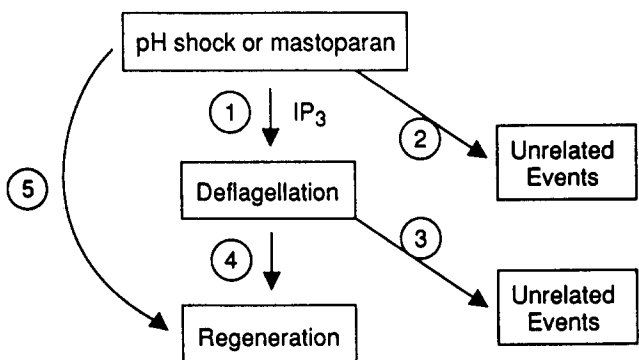 pH shock or mastoparan
1 IP₃
2
Unrelated
Events
5
Deflagellation
3
4
Unrelated
Events
Regeneration